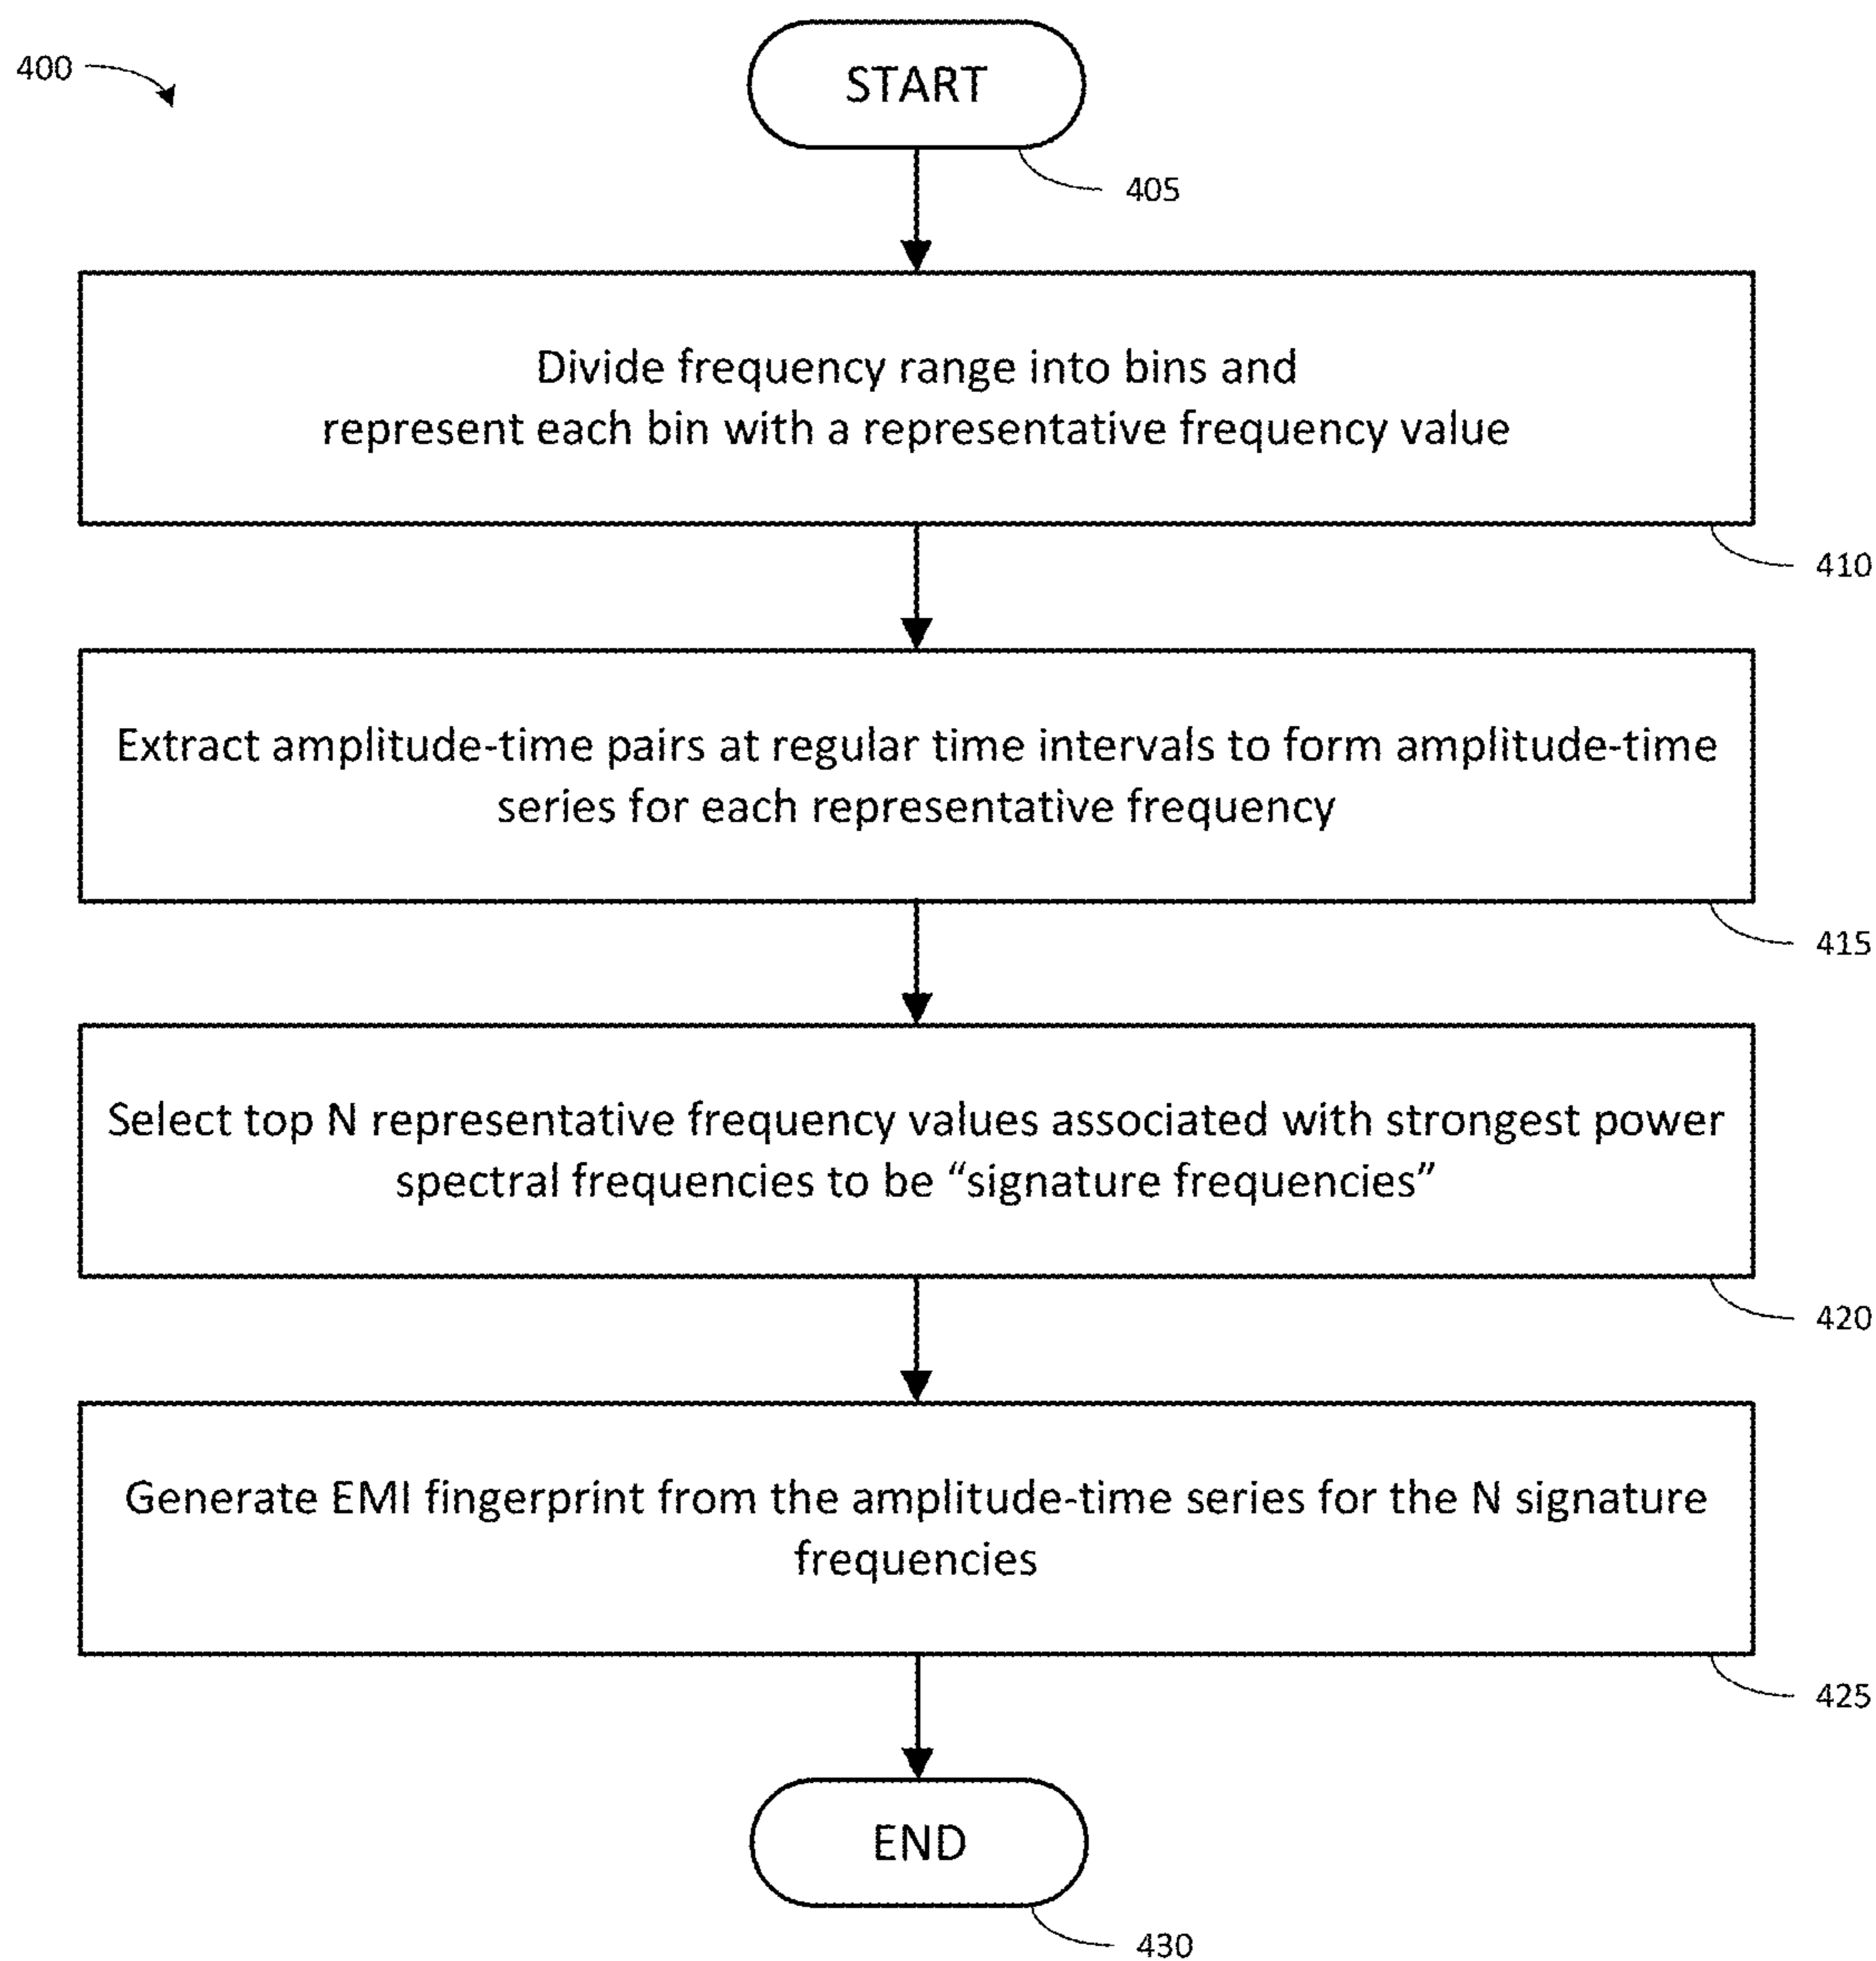 400
START
405
Divide frequency range into bins and
represent each bin with a representative frequency value
410
Extract amplitude-time pairs at regular time intervals to form amplitude-time
series for each representative frequency
415
Select top N representative frequency values associated with strongest power
spectral frequencies to be “signature frequencies”
420
Generate EMI fingerprint from the amplitude-time series for the N signature
frequencies
425
END
430